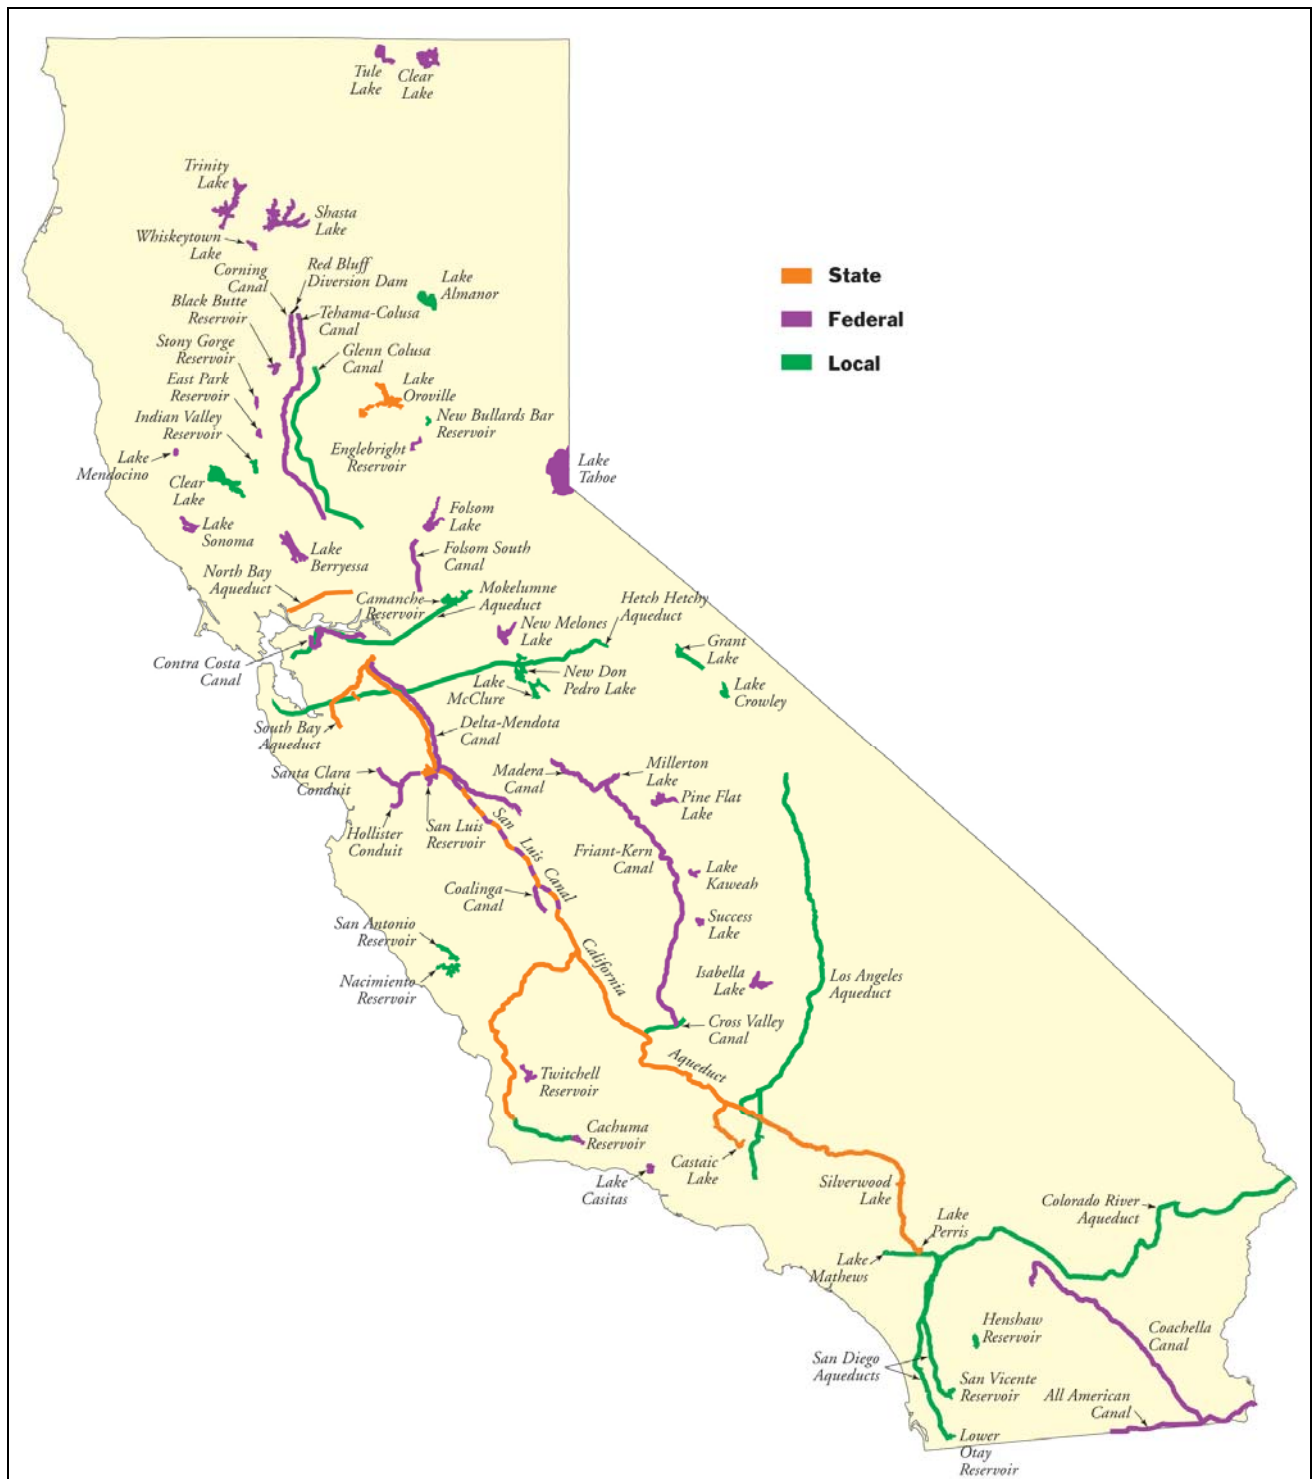 Tule
Lake
Clear
Lake
Trinity
Lake
Shasta
Lake
Whiskeytown
Lake
Corning
Canal
Red Bluff
Diversion Dam
Lake
Almanor
State
Federal
Local
Black Butte
Reservoir
Tehama-Colusa
Canal
Stony Gorge
Reservoir
Glenn Colusa
Canal
East Park
Reservoir
Lake
Oroville
Indian Valley
Reservoir
New Bullards Bar
Reservoir
Englebright
Reservoir
Lake
Mendocino
Lake
Tahoe
Clear
Lake
Lake
Sonoma
Folsom
Lake
Lake
Berryessa
Folsom South
Canal
North Bay
Aqueduct
Camanche
Reservoir
Mokelumne
Aqueduct
Hetch Hetchy
Aqueduct
New Melones
Lake
Grant
Lake
Contra Costa
Canal
Lake
McClure
New Don
Pedro Lake
Lake
Crowley
South Bay
Aqueduct
Delta-Mendota
Canal
Santa Clara
Conduit
Madera
Canal
Millerton
Lake
Pine Flat
Lake
Hollister
Conduit
San Luis
Reservoir
San
Luis
Canal
Friant-Kern
Canal
Lake
Kaweah
Coalinga
Canal
Success
Lake
San Antonio
Reservoir
California
Aqueduct
Isabella
Lake
Los Angeles
Aqueduct
Nacimiento
Reservoir
Cross Valley
Canal
Twitchell
Reservoir
Cachuma
Reservoir
Castaic
Lake
Lake
Casitas
Silverwood
Lake
Lake
Perris
Colorado River
Aqueduct
Lake
Mathews
Henshaw
Reservoir
Coachella
Canal
San Diego
Aqueducts
San Vicente
Reservoir
All American
Canal
Lower
Otay
Reservoir